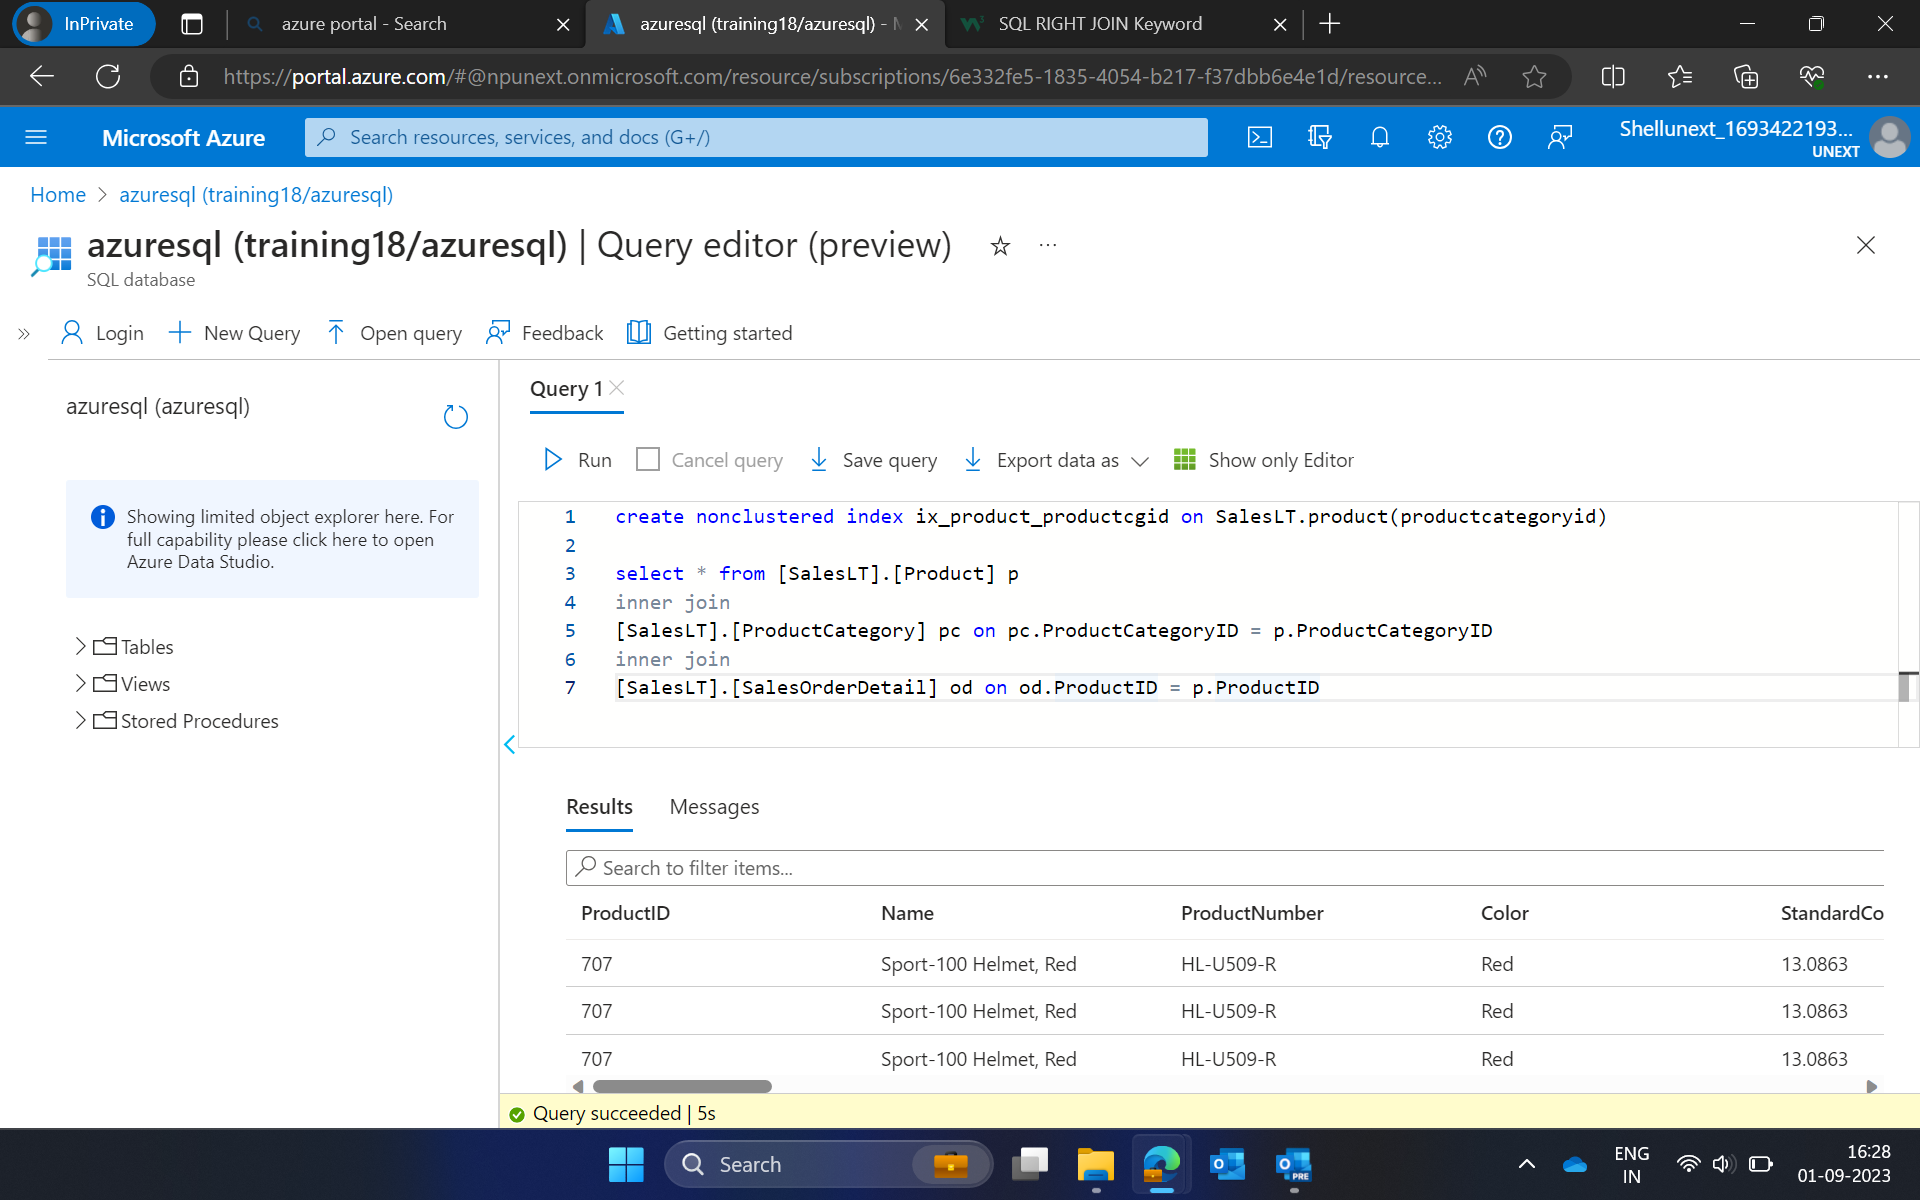 InPrivate
azure portal - Search
azuresql (training18/azuresql) - M
SQL RIGHT JOIN Keyword
https://portal.azure.com/#@npunext.onmicrosoft.com/resource/subscriptions/6e332fe5-1835-4054-b217-f37dbb6e4e1d/resource...
Microsoft Azure
Search resources, services, and docs (G+/)
Shellunext_1693422193...
UNEXT
Home > azuresql (training18/azuresql)
azuresql (training18/azuresql) | Query editor (preview)
SQL database
Login
New Query
Open query
Feedback
Getting started
azuresql (azuresql)
Showing limited object explorer here. For
full capability please click here to open
Azure Data Studio.
Tables
Views
Stored Procedures
Query 1
Run
Cancel query
Save query
Export data as
Show only Editor
1 create nonclustered index ix_product_productcgid on SalesLT.product(productcategoryid)
2
3 select * from [SalesLT].[Product] p
4 inner join
5 [SalesLT].[ProductCategory] pc on pc.ProductCategoryID = p.ProductCategoryID
6 inner join
7 [SalesLT].[SalesOrderDetail] od on od.ProductID = p.ProductID
Results
Messages
Search to filter items...
ProductID Name ProductNumber Color StandardCo
707 Sport-100 Helmet, Red HL-U509-R Red 13.0863
707 Sport-100 Helmet, Red HL-U509-R Red 13.0863
707 Sport-100 Helmet, Red HL-U509-R Red 13.0863
Query succeeded | 5s
Search
PRE
ENG
IN
16:28
01-09-2023